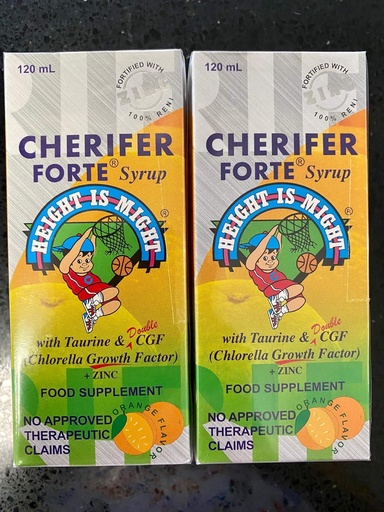 120 mL
FORTIFIED WITH
ZINC
100% RENI
CHERIFER
FORTE® Syrup
HEIGHT IS MIGHT
®
with Taurine & Double CGF
(Chlorella Growth Factor)
+ ZINC
FOOD SUPPLEMENT
NO APPROVED
THERAPEUTIC
CLAIMS
ORANGE FLAVOR
120 mL
FORTIFIED WITH
ZINC
100% RENI
CHERIFER
FORTE® Syrup
HEIGHT IS MIGHT
®
with Taurine & Double CGF
(Chlorella Growth Factor)
+ ZINC
FOOD SUPPLEMENT
NO APPROVED
THERAPEUTIC
CLAIMS
ORANGE FLAVOR